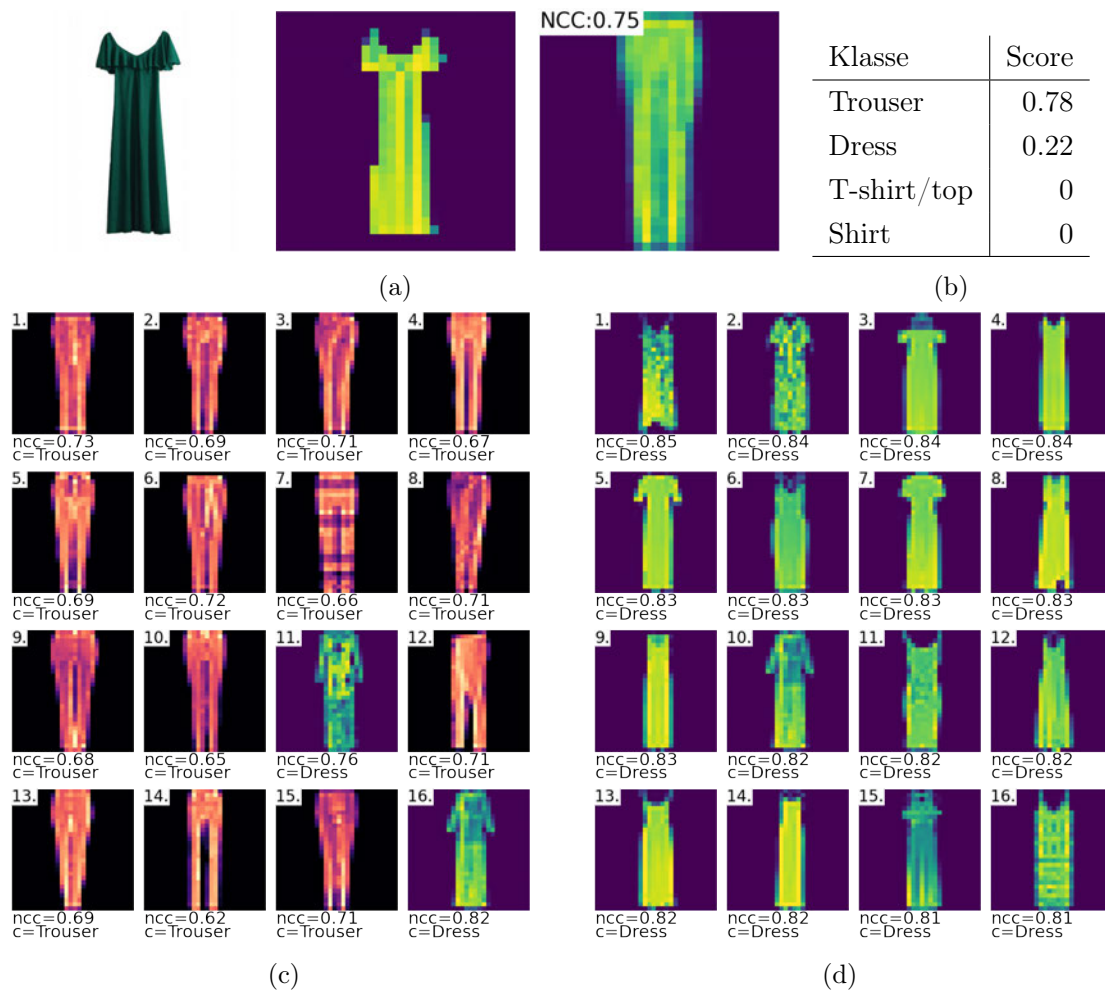 NCC:0.75
Klasse Score
Trouser 0.78
Dress 0.22
T-shirt/top 0
Shirt 0
(a)
(b)
1. 2. 3. 4.
ncc=0.73 ncc=0.69 ncc=0.71 ncc=0.67
c=Trouser c=Trouser c=Trouser c=Trouser
5. 6. 7. 8.
ncc=0.69 ncc=0.72 ncc=0.66 ncc=0.71
c=Trouser c=Trouser c=Trouser c=Trouser
9. 10. 11. 12.
ncc=0.68 ncc=0.65 ncc=0.76 ncc=0.71
c=Trouser c=Trouser c=Dress c=Trouser
13. 14. 15. 16.
ncc=0.69 ncc=0.62 ncc=0.71 ncc=0.82
c=Trouser c=Trouser c=Trouser c=Dress
(c)
1. 2. 3. 4.
ncc=0.85 ncc=0.84 ncc=0.84 ncc=0.84
c=Dress c=Dress c=Dress c=Dress
5. 6. 7. 8.
ncc=0.83 ncc=0.83 ncc=0.83 ncc=0.83
c=Dress c=Dress c=Dress c=Dress
9. 10. 11. 12.
ncc=0.83 ncc=0.82 ncc=0.82 ncc=0.82
c=Dress c=Dress c=Dress c=Dress
13. 14. 15. 16.
ncc=0.82 ncc=0.82 ncc=0.81 ncc=0.81
c=Dress c=Dress c=Dress c=Dress
(d)